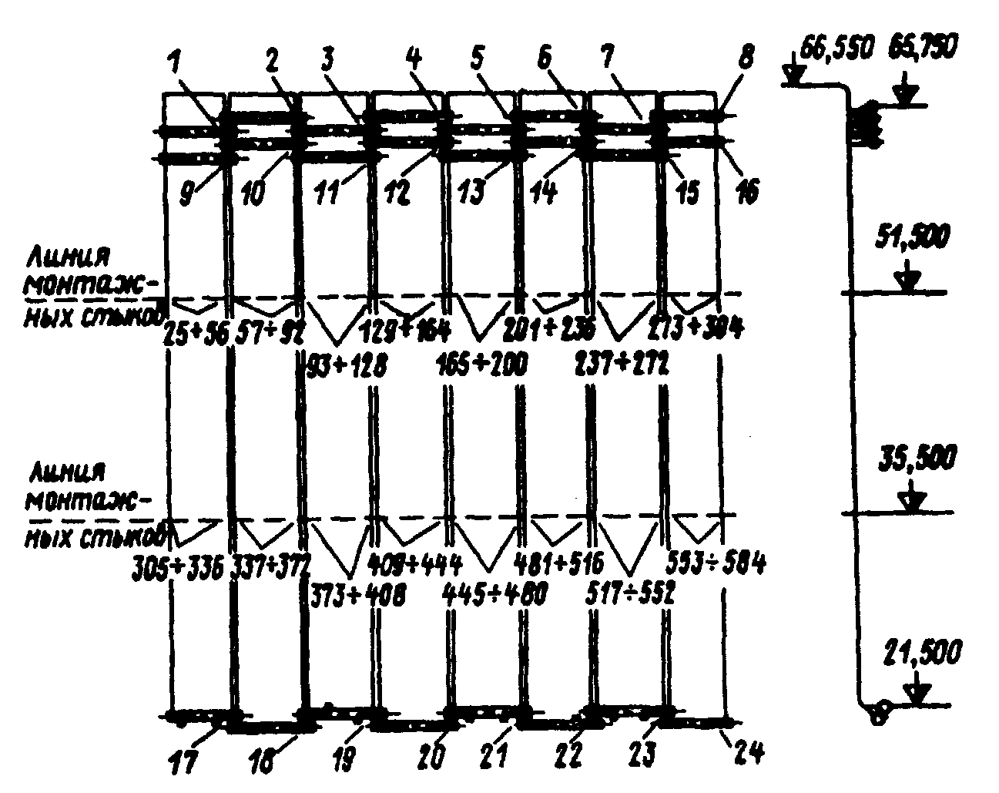 1 2 3 4 5 6 7 8
66,550 65,750
9 10 11 12 13 14 15 16
51,500
Линия
монтаж-
ных стыков
25÷56 57÷92 129÷164 201÷236 273÷304
93÷128 165÷200 237÷272
35,500
Линия
монтаж-
ных стыков
305÷336 337÷372 409÷444 481÷516 553÷584
373÷408 445÷480 517÷552
21,500
17 18 19 20 21 22 23 24